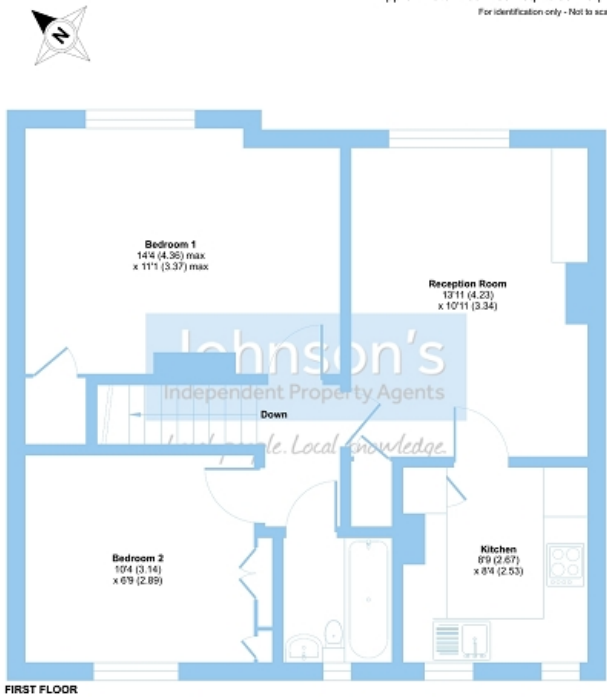 For identification only - Not to sca
N
Bedroom 1
14'4 (4.36) max
x 11'1 (3.37) max
Reception Room
13'11 (4.23)
x 10'11 (3.34)
Johnson's
Independent Property Agents
Down
Local people. Local knowledge.
Bedroom 2
10'4 (3.14)
x 6'9 (2.89)
Kitchen
8'9 (2.67)
x 8'4 (2.53)
FIRST FLOOR